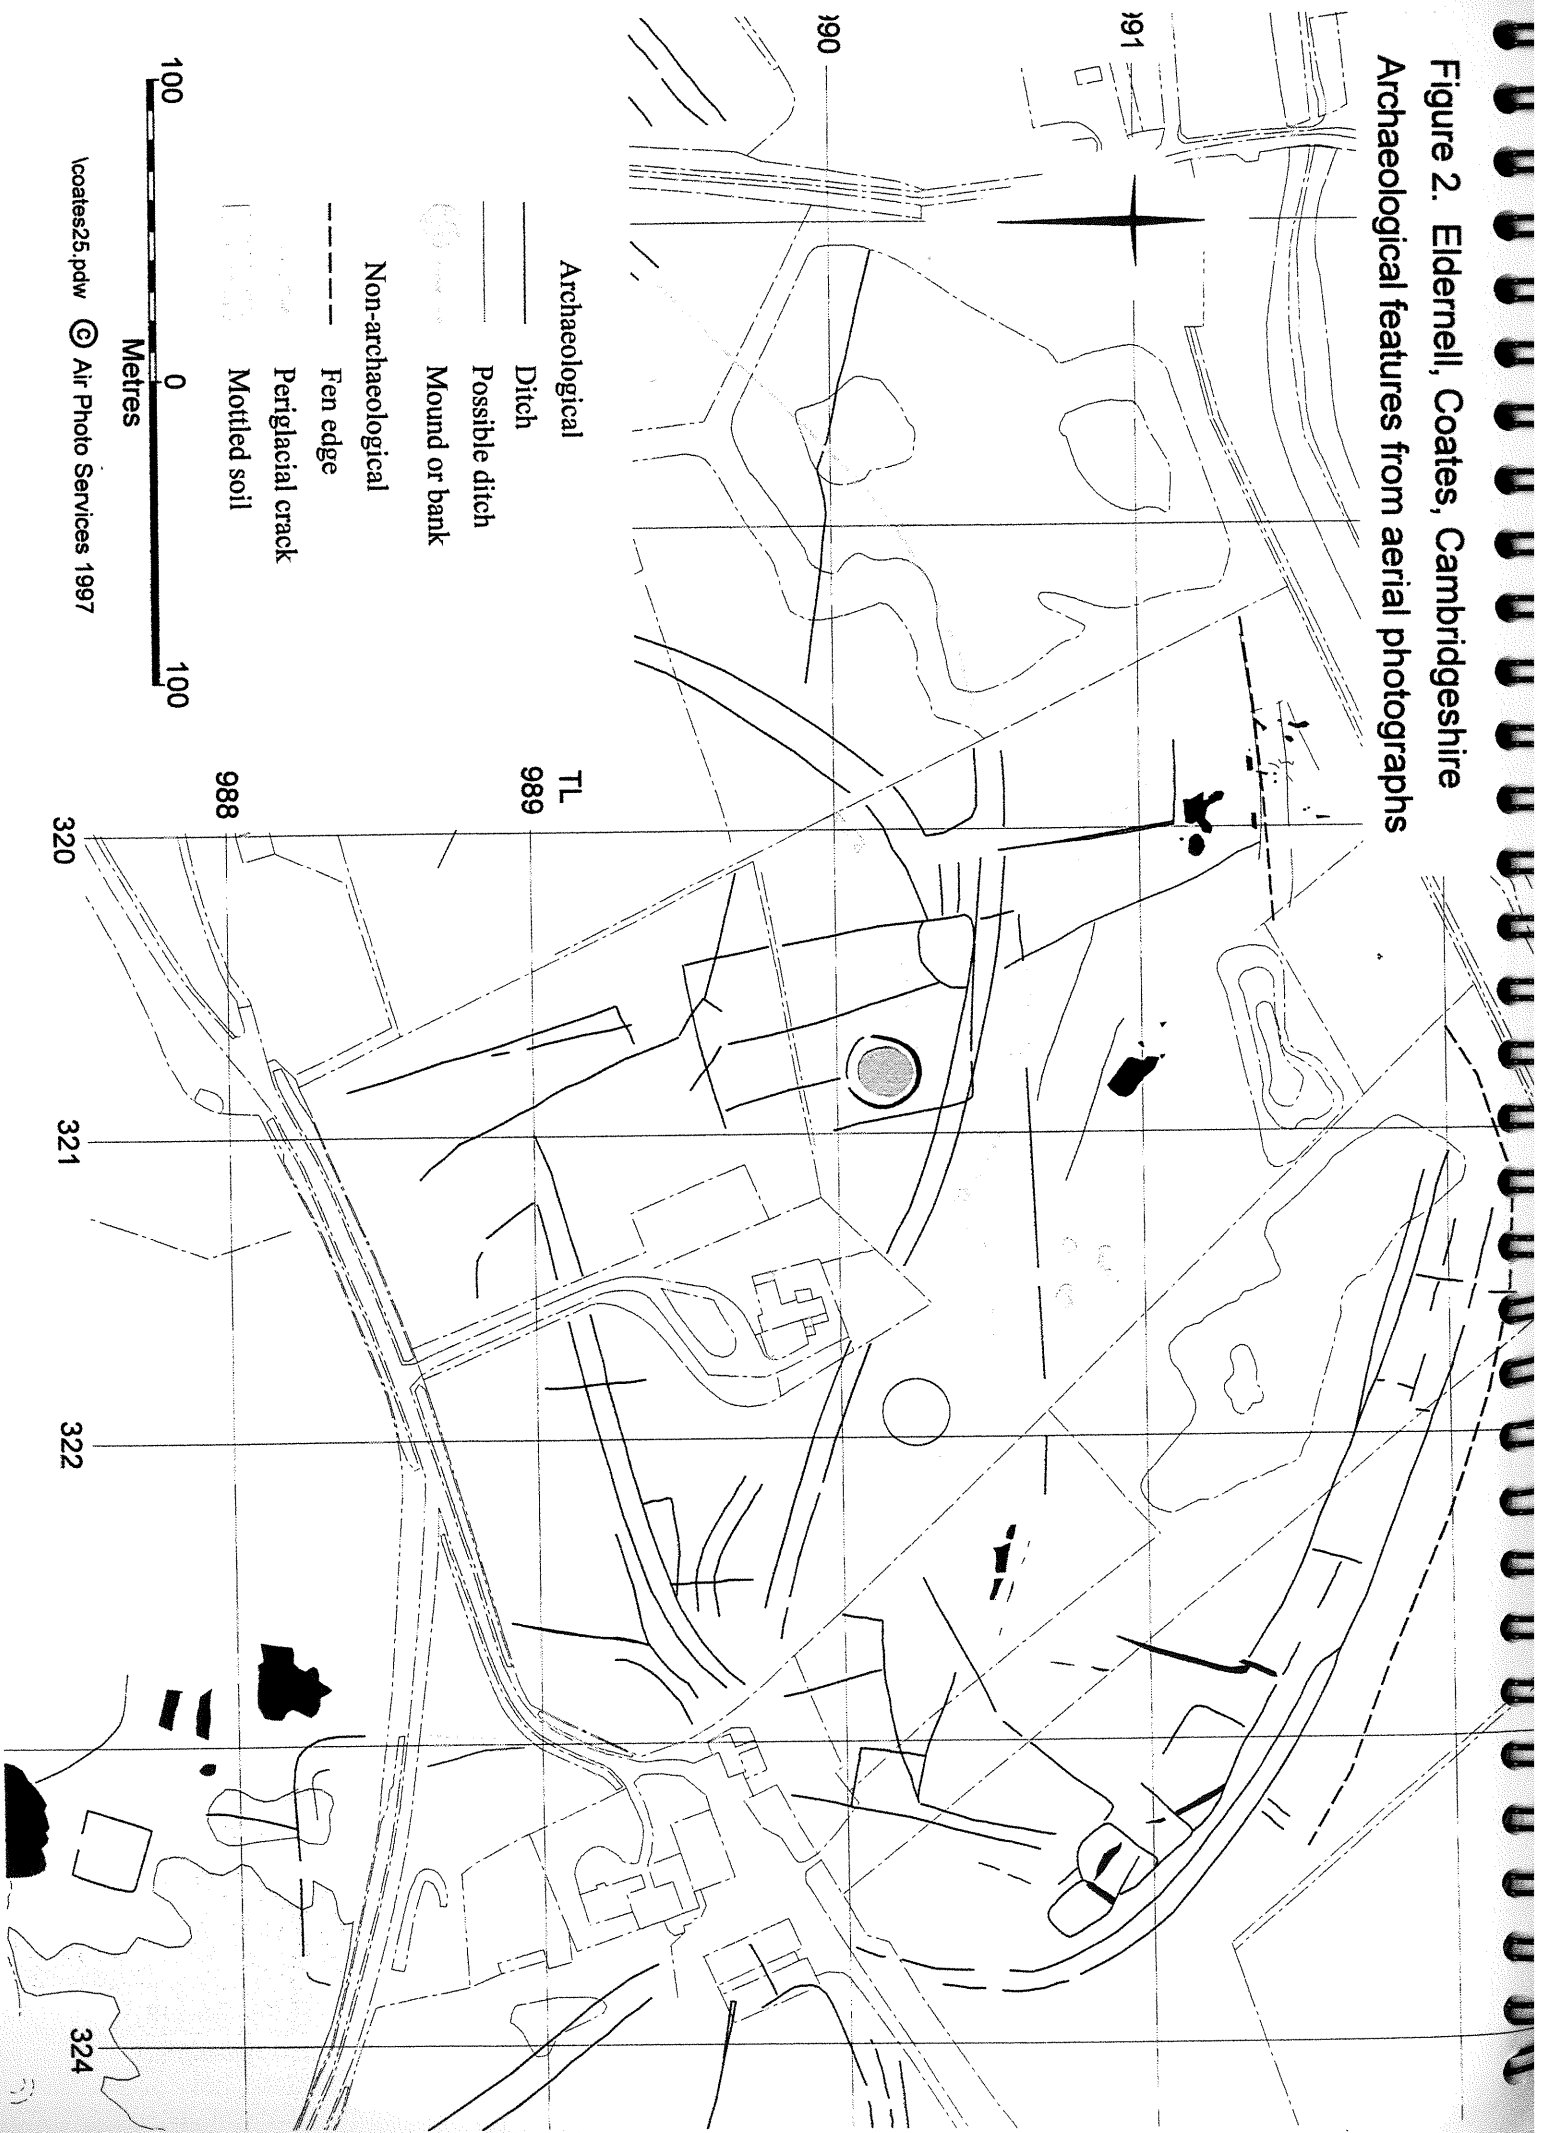 Figure 2. Eldernell, Coates, Cambridgeshire
Archaeological features from aerial photographs
991
990
TL
989
988
320
321
322
324
Archaeological
Ditch
Possible ditch
Mound or bank
Non-archaeological
Fen edge
Periglacial crack
Mottled soil
100
0
100
Metres
\coates25.pdw © Air Photo Services 1997